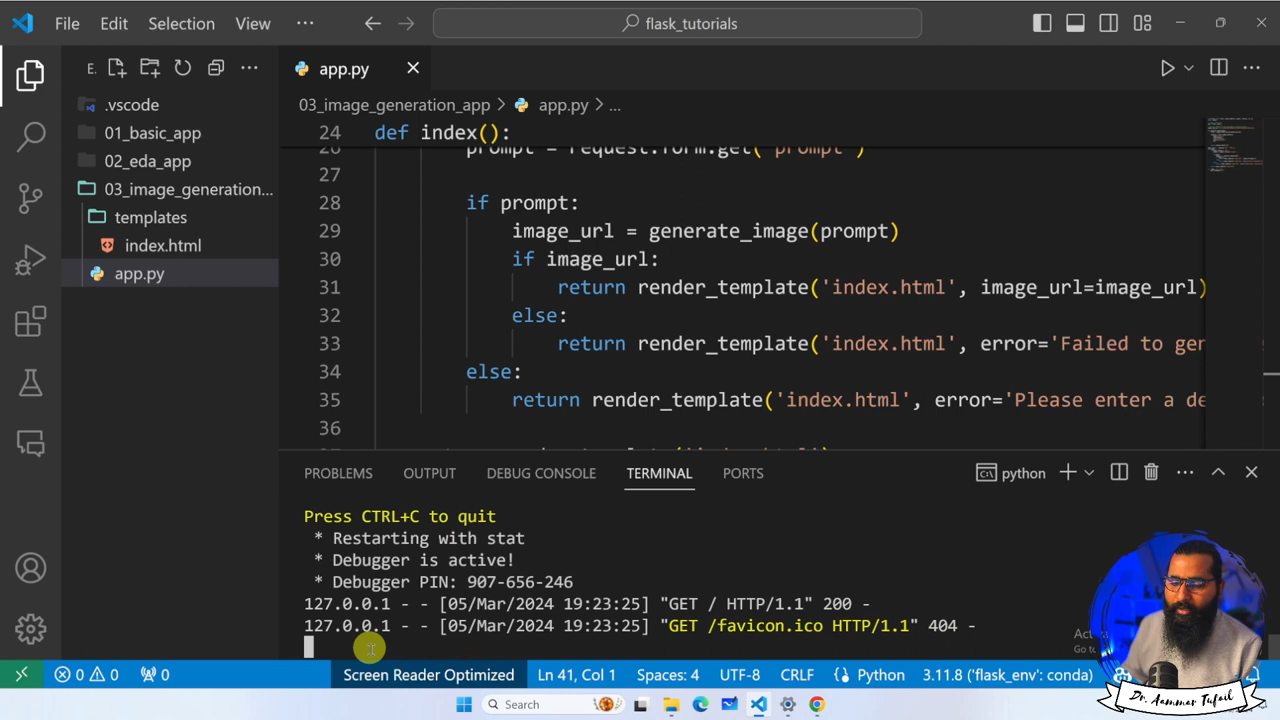 File Edit Selection View ··· flask_tutorials
E. app.py
.vscode
01_basic_app
02_eda_app
03_image_generation...
templates
index.html
app.py
03_image_generation_app > app.py > ...
24 def index():
26 prompt = request.form.get('prompt')
27
28 if prompt:
29 image_url = generate_image(prompt)
30 if image_url:
31 return render_template('index.html', image_url=image_url)
32 else:
33 return render_template('index.html', error='Failed to ger
34 else:
35 return render_template('index.html', error='Please enter a de
36
PROBLEMS OUTPUT DEBUG CONSOLE TERMINAL PORTS python
Press CTRL+C to quit
* Restarting with stat
* Debugger is active!
* Debugger PIN: 907-656-246
127.0.0.1 - - [05/Mar/2024 19:23:25] "GET / HTTP/1.1" 200 -
127.0.0.1 - - [05/Mar/2024 19:23:25] "GET /favicon.ico HTTP/1.1" 404 -
0 0 0 Screen Reader Optimized Ln 41, Col 1 Spaces: 4 UTF-8 CRLF Python 3.11.8 ('flask_env': conda)
Search
Dr. Aammar Tufail